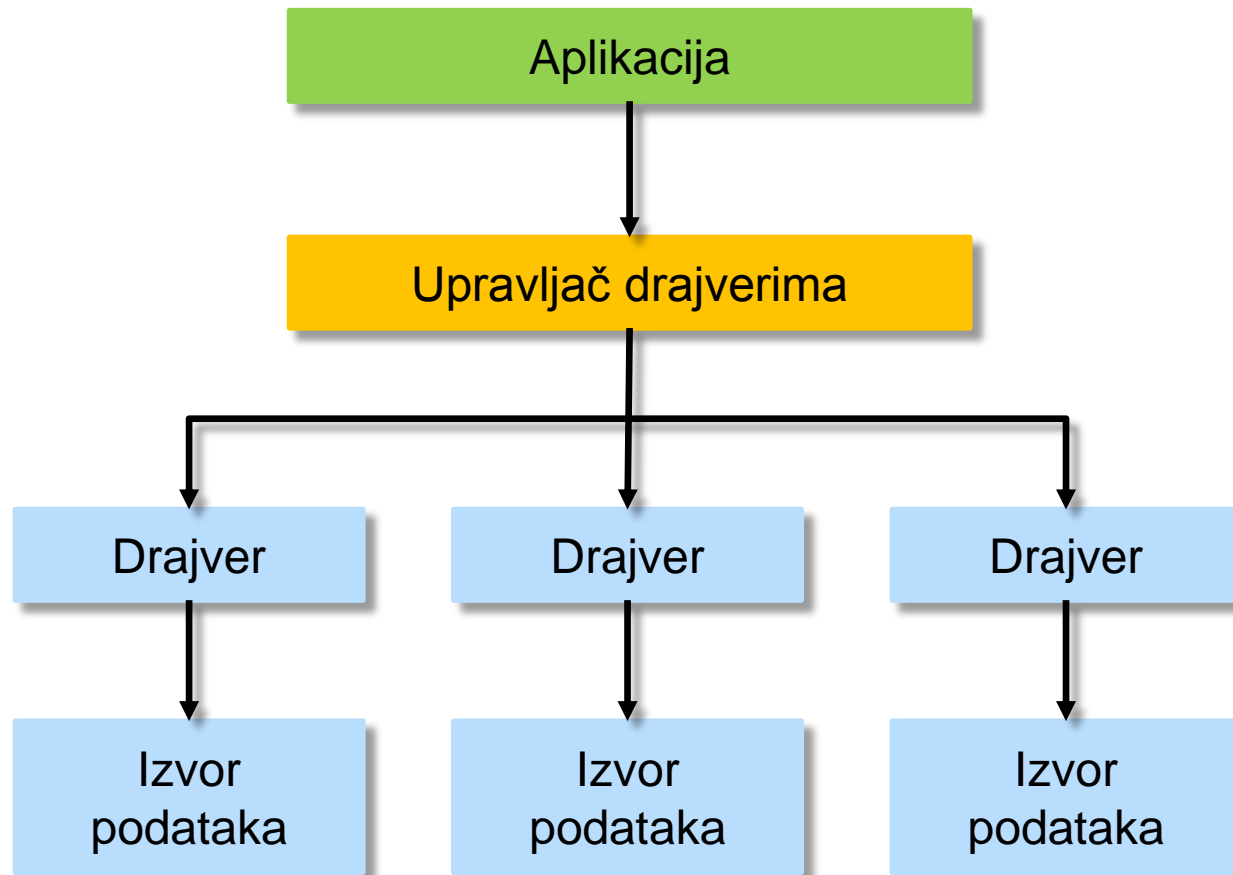 Aplikacija
Upravljač drajverima
Drajver
Drajver
Drajver
Izvor
podataka
Izvor
podataka
Izvor
podataka